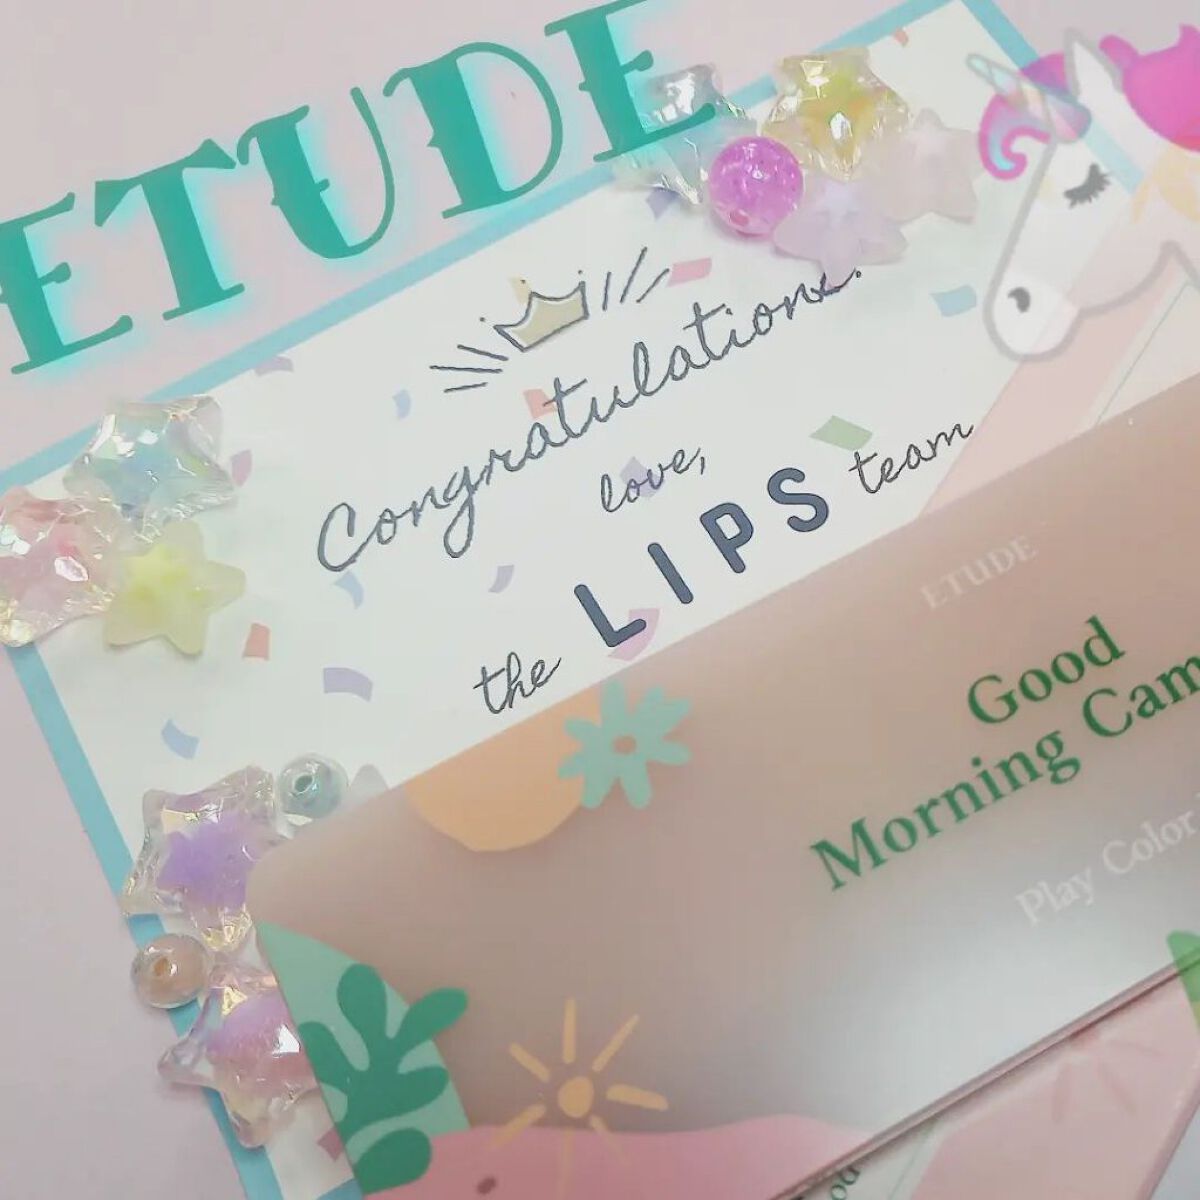 ETUDE
Congratulations!
love,
the LIPS team
ETUDE
Good
Morning Cam
Play Color